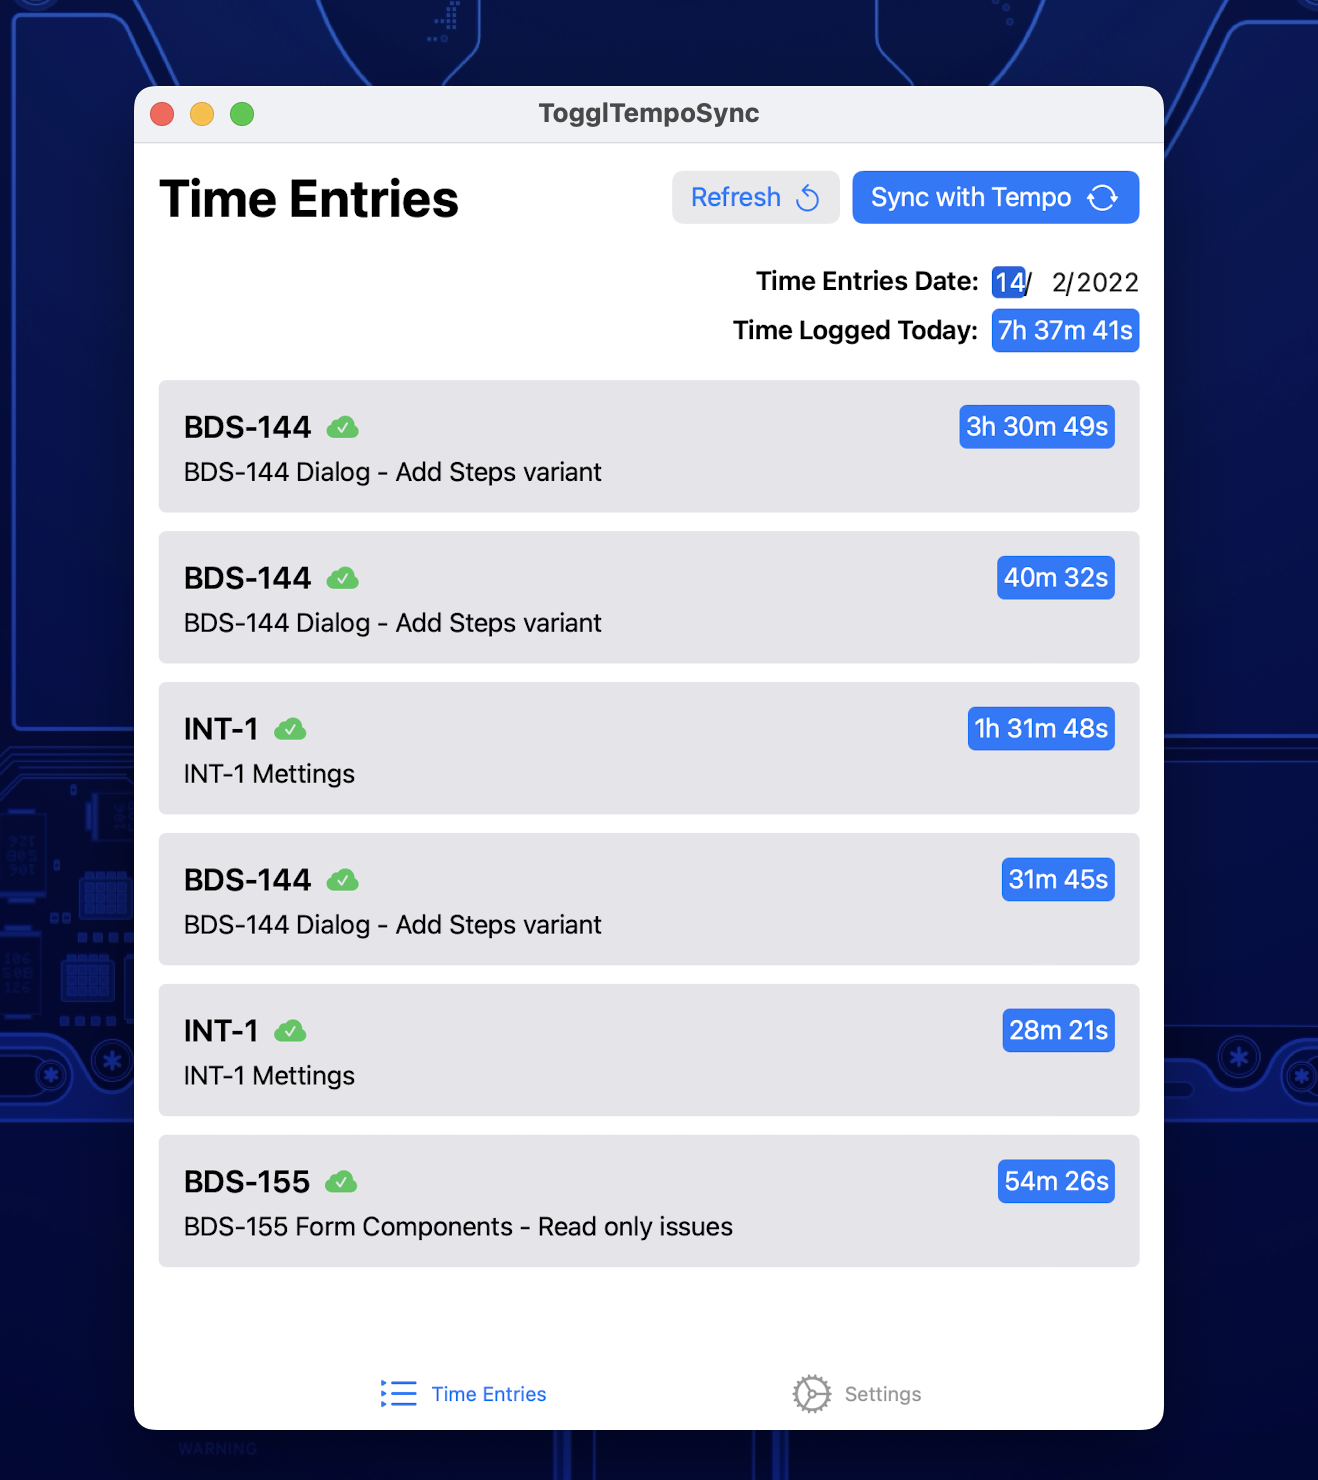 TogglTempoSync
Time Entries
Refresh
Sync with Tempo
Time Entries Date: 14/ 2/2022
Time Logged Today: 7h 37m 41s
BDS-144
3h 30m 49s
BDS-144 Dialog - Add Steps variant
BDS-144
40m 32s
BDS-144 Dialog - Add Steps variant
INT-1
1h 31m 48s
INT-1 Mettings
BDS-144
31m 45s
BDS-144 Dialog - Add Steps variant
INT-1
28m 21s
INT-1 Mettings
BDS-155
54m 26s
BDS-155 Form Components - Read only issues
Time Entries
Settings
WARNING